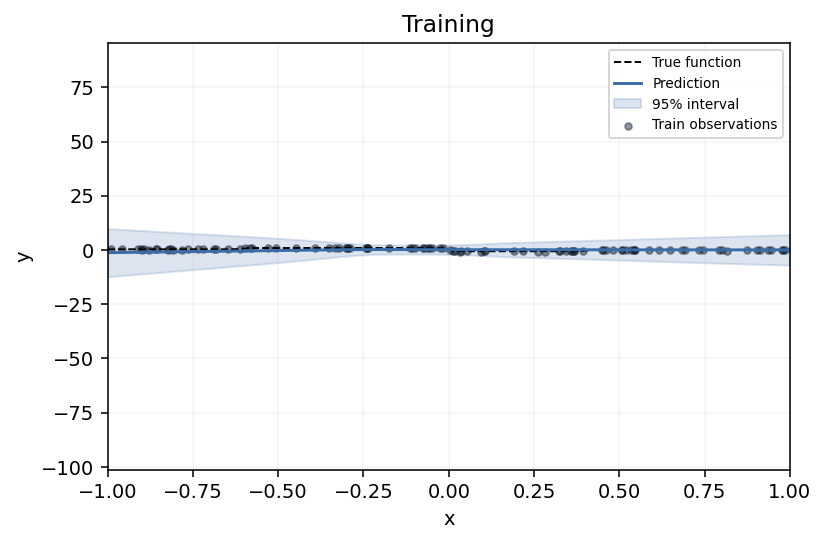 Training
True function
Prediction
95% interval
Train observations
75
50
25
0
−25
−50
−75
−100
y
−1.00 −0.75 −0.50 −0.25 0.00 0.25 0.50 0.75 1.00
x